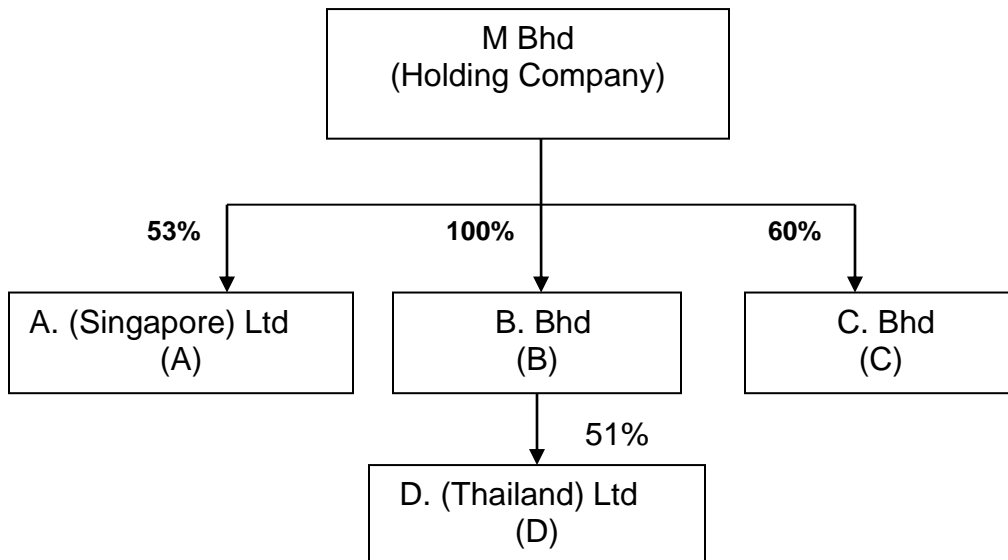 M Bhd
(Holding Company)
53%
100%
60%
A. (Singapore) Ltd
(A)
B. Bhd
(B)
C. Bhd
(C)
51%
D. (Thailand) Ltd
(D)